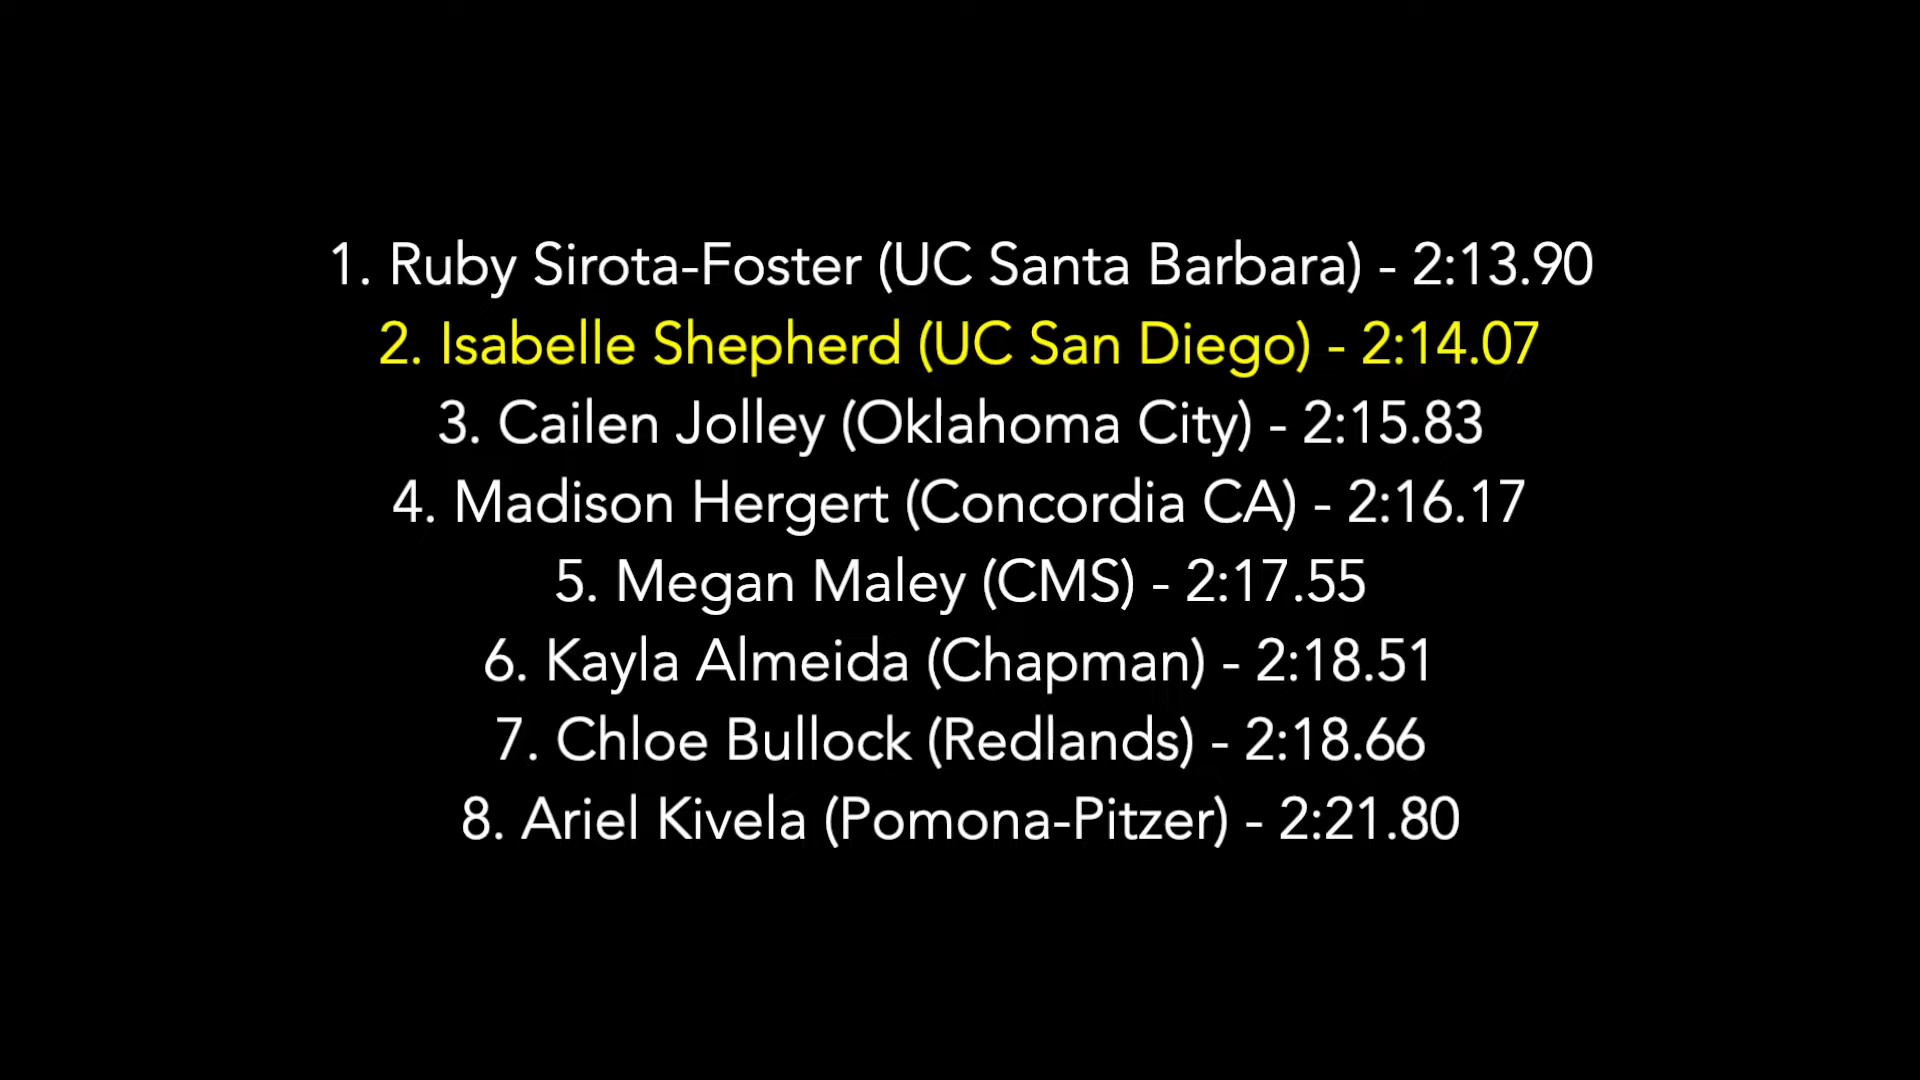 1. Ruby Sirota-Foster (UC Santa Barbara) - 2:13.90
2. Isabelle Shepherd (UC San Diego) - 2:14.07
3. Cailen Jolley (Oklahoma City) - 2:15.83
4. Madison Hergert (Concordia CA) - 2:16.17
5. Megan Maley (CMS) - 2:17.55
6. Kayla Almeida (Chapman) - 2:18.51
7. Chloe Bullock (Redlands) - 2:18.66
8. Ariel Kivela (Pomona-Pitzer) - 2:21.80